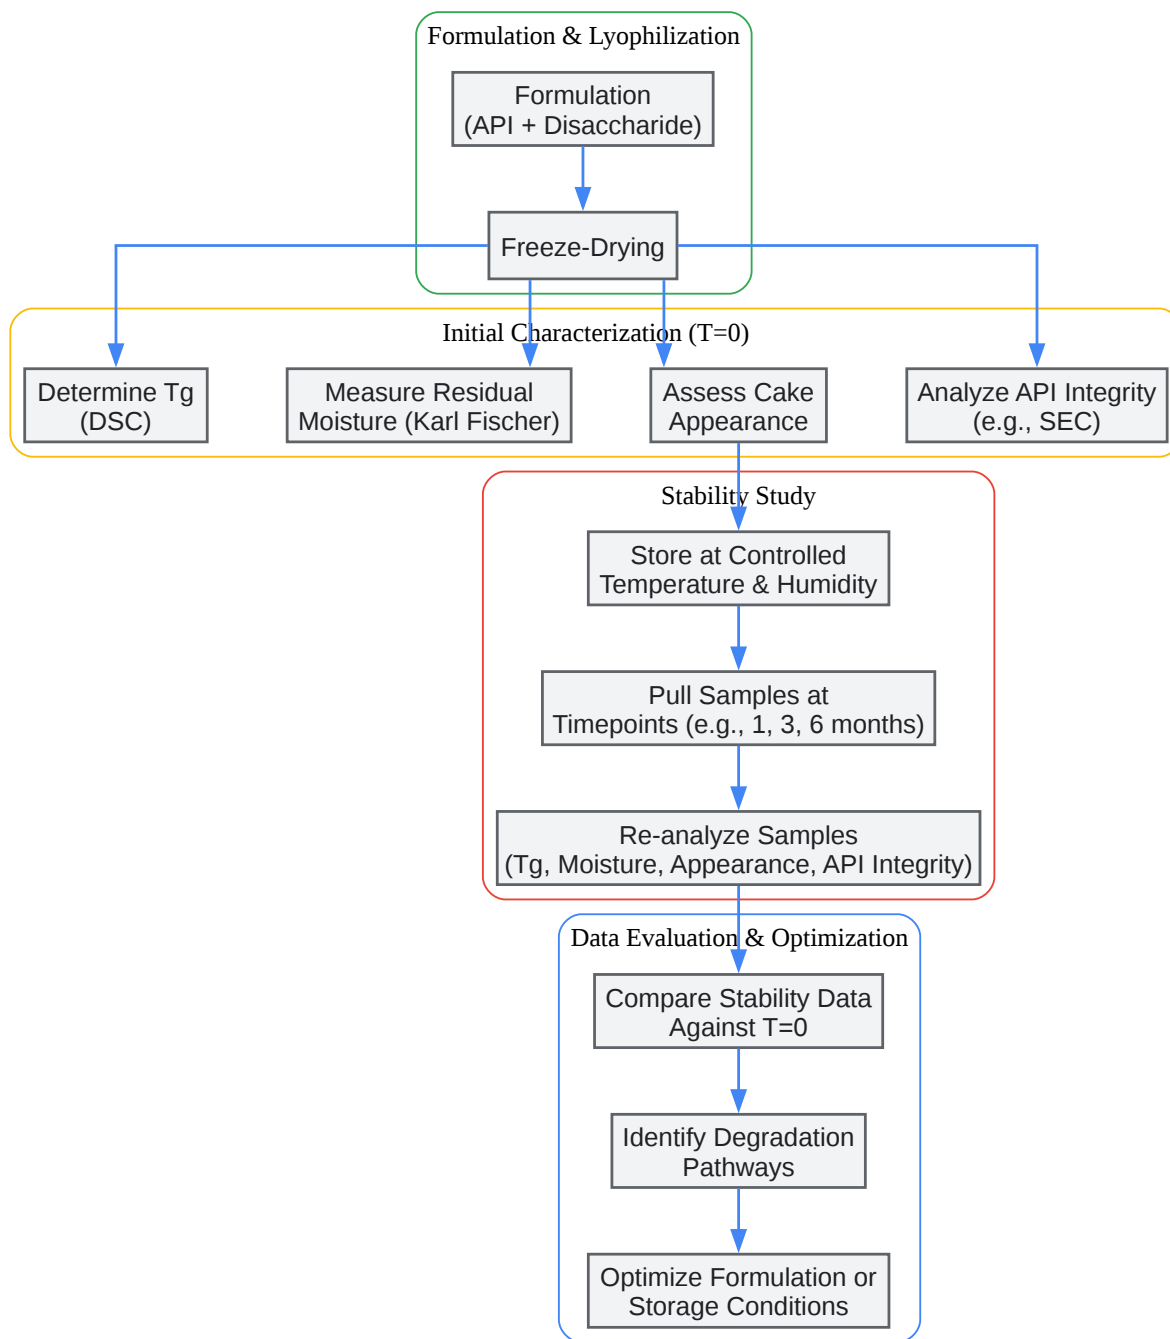 Formulation & Lyophilization
Formulation
(API + Disaccharide)
Freeze-Drying
Initial Characterization (T=0)
Determine Tg
(DSC)
Measure Residual
Moisture (Karl Fischer)
Assess Cake
Appearance
Analyze API Integrity
(e.g., SEC)
Stability Study
Store at Controlled
Temperature & Humidity
Pull Samples at
Timepoints (e.g., 1, 3, 6 months)
Re-analyze Samples
(Tg, Moisture, Appearance, API Integrity)
Data Evaluation & Optimization
Compare Stability Data
Against T=0
Identify Degradation
Pathways
Optimize Formulation or
Storage Conditions